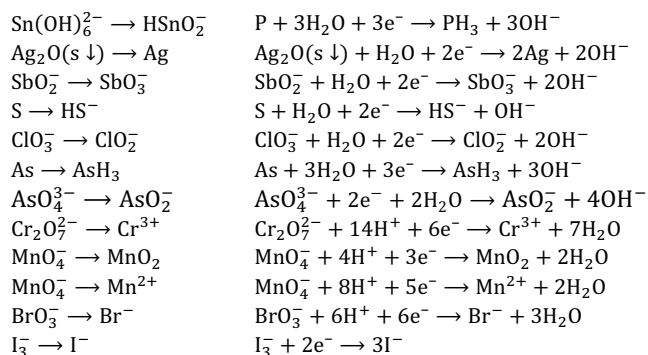 Sn(OH)₆²⁻ ⟶ HSnO₂⁻ P + 3H₂O + 3e⁻ ⟶ PH₃ + 3OH⁻
Ag₂O(s ↓) ⟶ Ag Ag₂O(s ↓) + H₂O + 2e⁻ ⟶ 2Ag + 2OH⁻
SbO₂⁻ ⟶ SbO₃⁻ SbO₂⁻ + H₂O + 2e⁻ ⟶ SbO₃⁻ + 2OH⁻
S ⟶ HS⁻ S + H₂O + 2e⁻ ⟶ HS⁻ + OH⁻
ClO₃⁻ ⟶ ClO₂⁻ ClO₃⁻ + H₂O + 2e⁻ ⟶ ClO₂⁻ + 2OH⁻
As ⟶ AsH₃ As + 3H₂O + 3e⁻ ⟶ AsH₃ + 3OH⁻
AsO₄³⁻ ⟶ AsO₂⁻ AsO₄³⁻ + 2e⁻ + 2H₂O ⟶ AsO₂⁻ + 4OH⁻
Cr₂O₇²⁻ ⟶ Cr³⁺ Cr₂O₇²⁻ + 14H⁺ + 6e⁻ ⟶ Cr³⁺ + 7H₂O
MnO₄⁻ ⟶ MnO₂ MnO₄⁻ + 4H⁺ + 3e⁻ ⟶ MnO₂ + 2H₂O
MnO₄⁻ ⟶ Mn²⁺ MnO₄⁻ + 8H⁺ + 5e⁻ ⟶ Mn²⁺ + 2H₂O
BrO₃⁻ ⟶ Br⁻ BrO₃⁻ + 6H⁺ + 6e⁻ ⟶ Br⁻ + 3H₂O
I₃⁻ ⟶ I⁻ I₃⁻ + 2e⁻ ⟶ 3I⁻